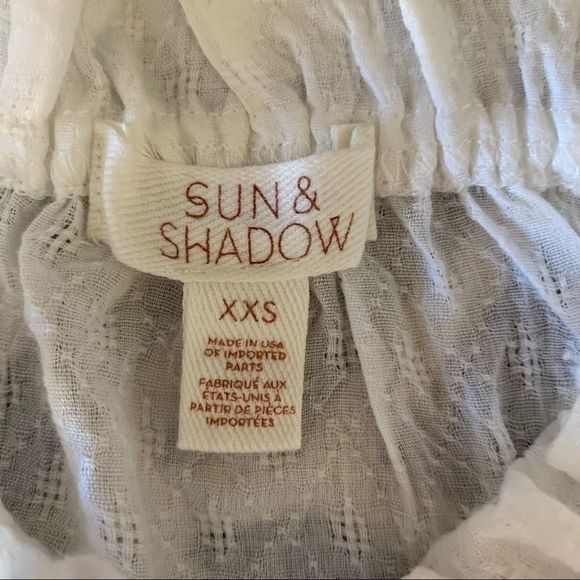 SUN &
SHADOW
XXS
MADE IN USA
OF IMPORTED
PARTS
FABRIQUÉ AUX
ÉTATS-UNIS À
PARTIR DE PIÈCES
IMPORTÉES